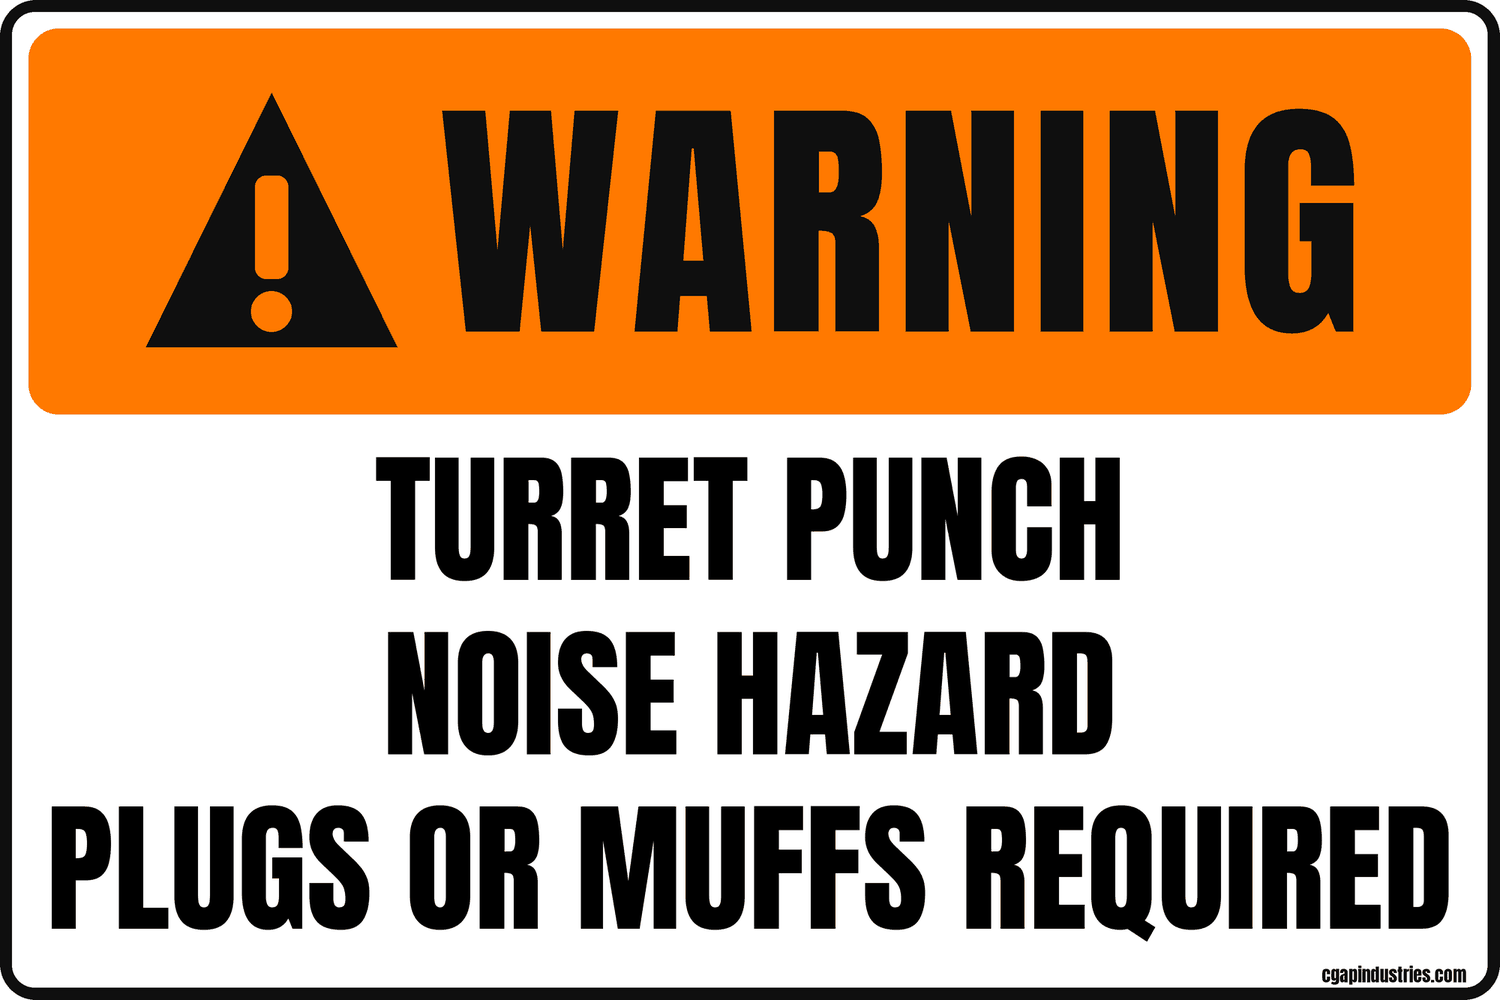 WARNING
TURRET PUNCH
NOISE HAZARD
PLUGS OR MUFFS REQUIRED
cgapindustries.com